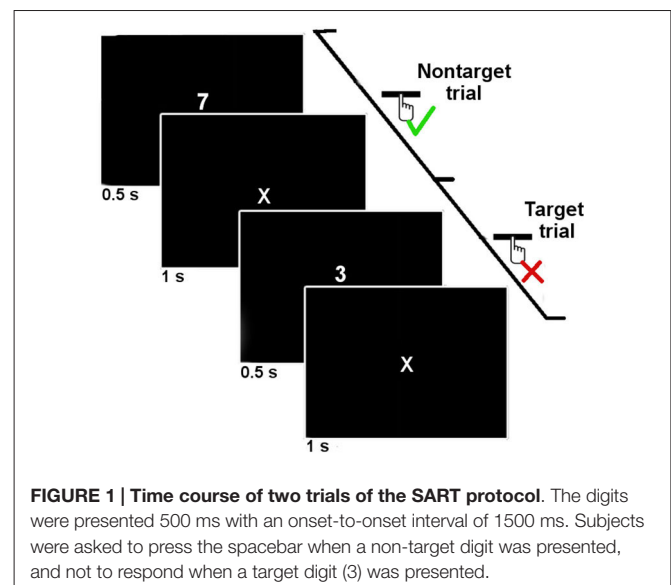 7
Nontarget
trial
0.5 s
X
Target
trial
1 s
3
0.5 s
X
1 s
FIGURE 1 | Time course of two trials of the SART protocol. The digits
were presented 500 ms with an onset-to-onset interval of 1500 ms. Subjects
were asked to press the spacebar when a non-target digit was presented,
and not to respond when a target digit (3) was presented.